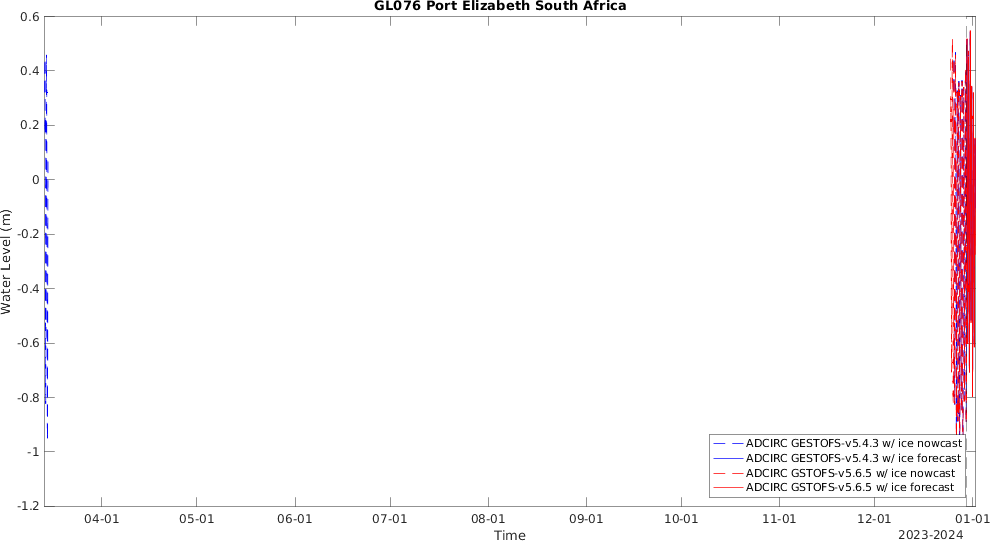 GL076 Port Elizabeth South Africa
0.6
0.4
0.2
0
-0.2
-0.4
-0.6
-0.8
-1
-1.2
Water Level (m)
ADCIRC GESTOFS-v5.4.3 w/ ice nowcast
ADCIRC GESTOFS-v5.4.3 w/ ice forecast
ADCIRC GSTOFS-v5.6.5 w/ ice nowcast
ADCIRC GSTOFS-v5.6.5 w/ ice forecast
04-01 05-01 06-01 07-01 08-01 09-01 10-01 11-01 12-01 01-01
Time
2023-2024